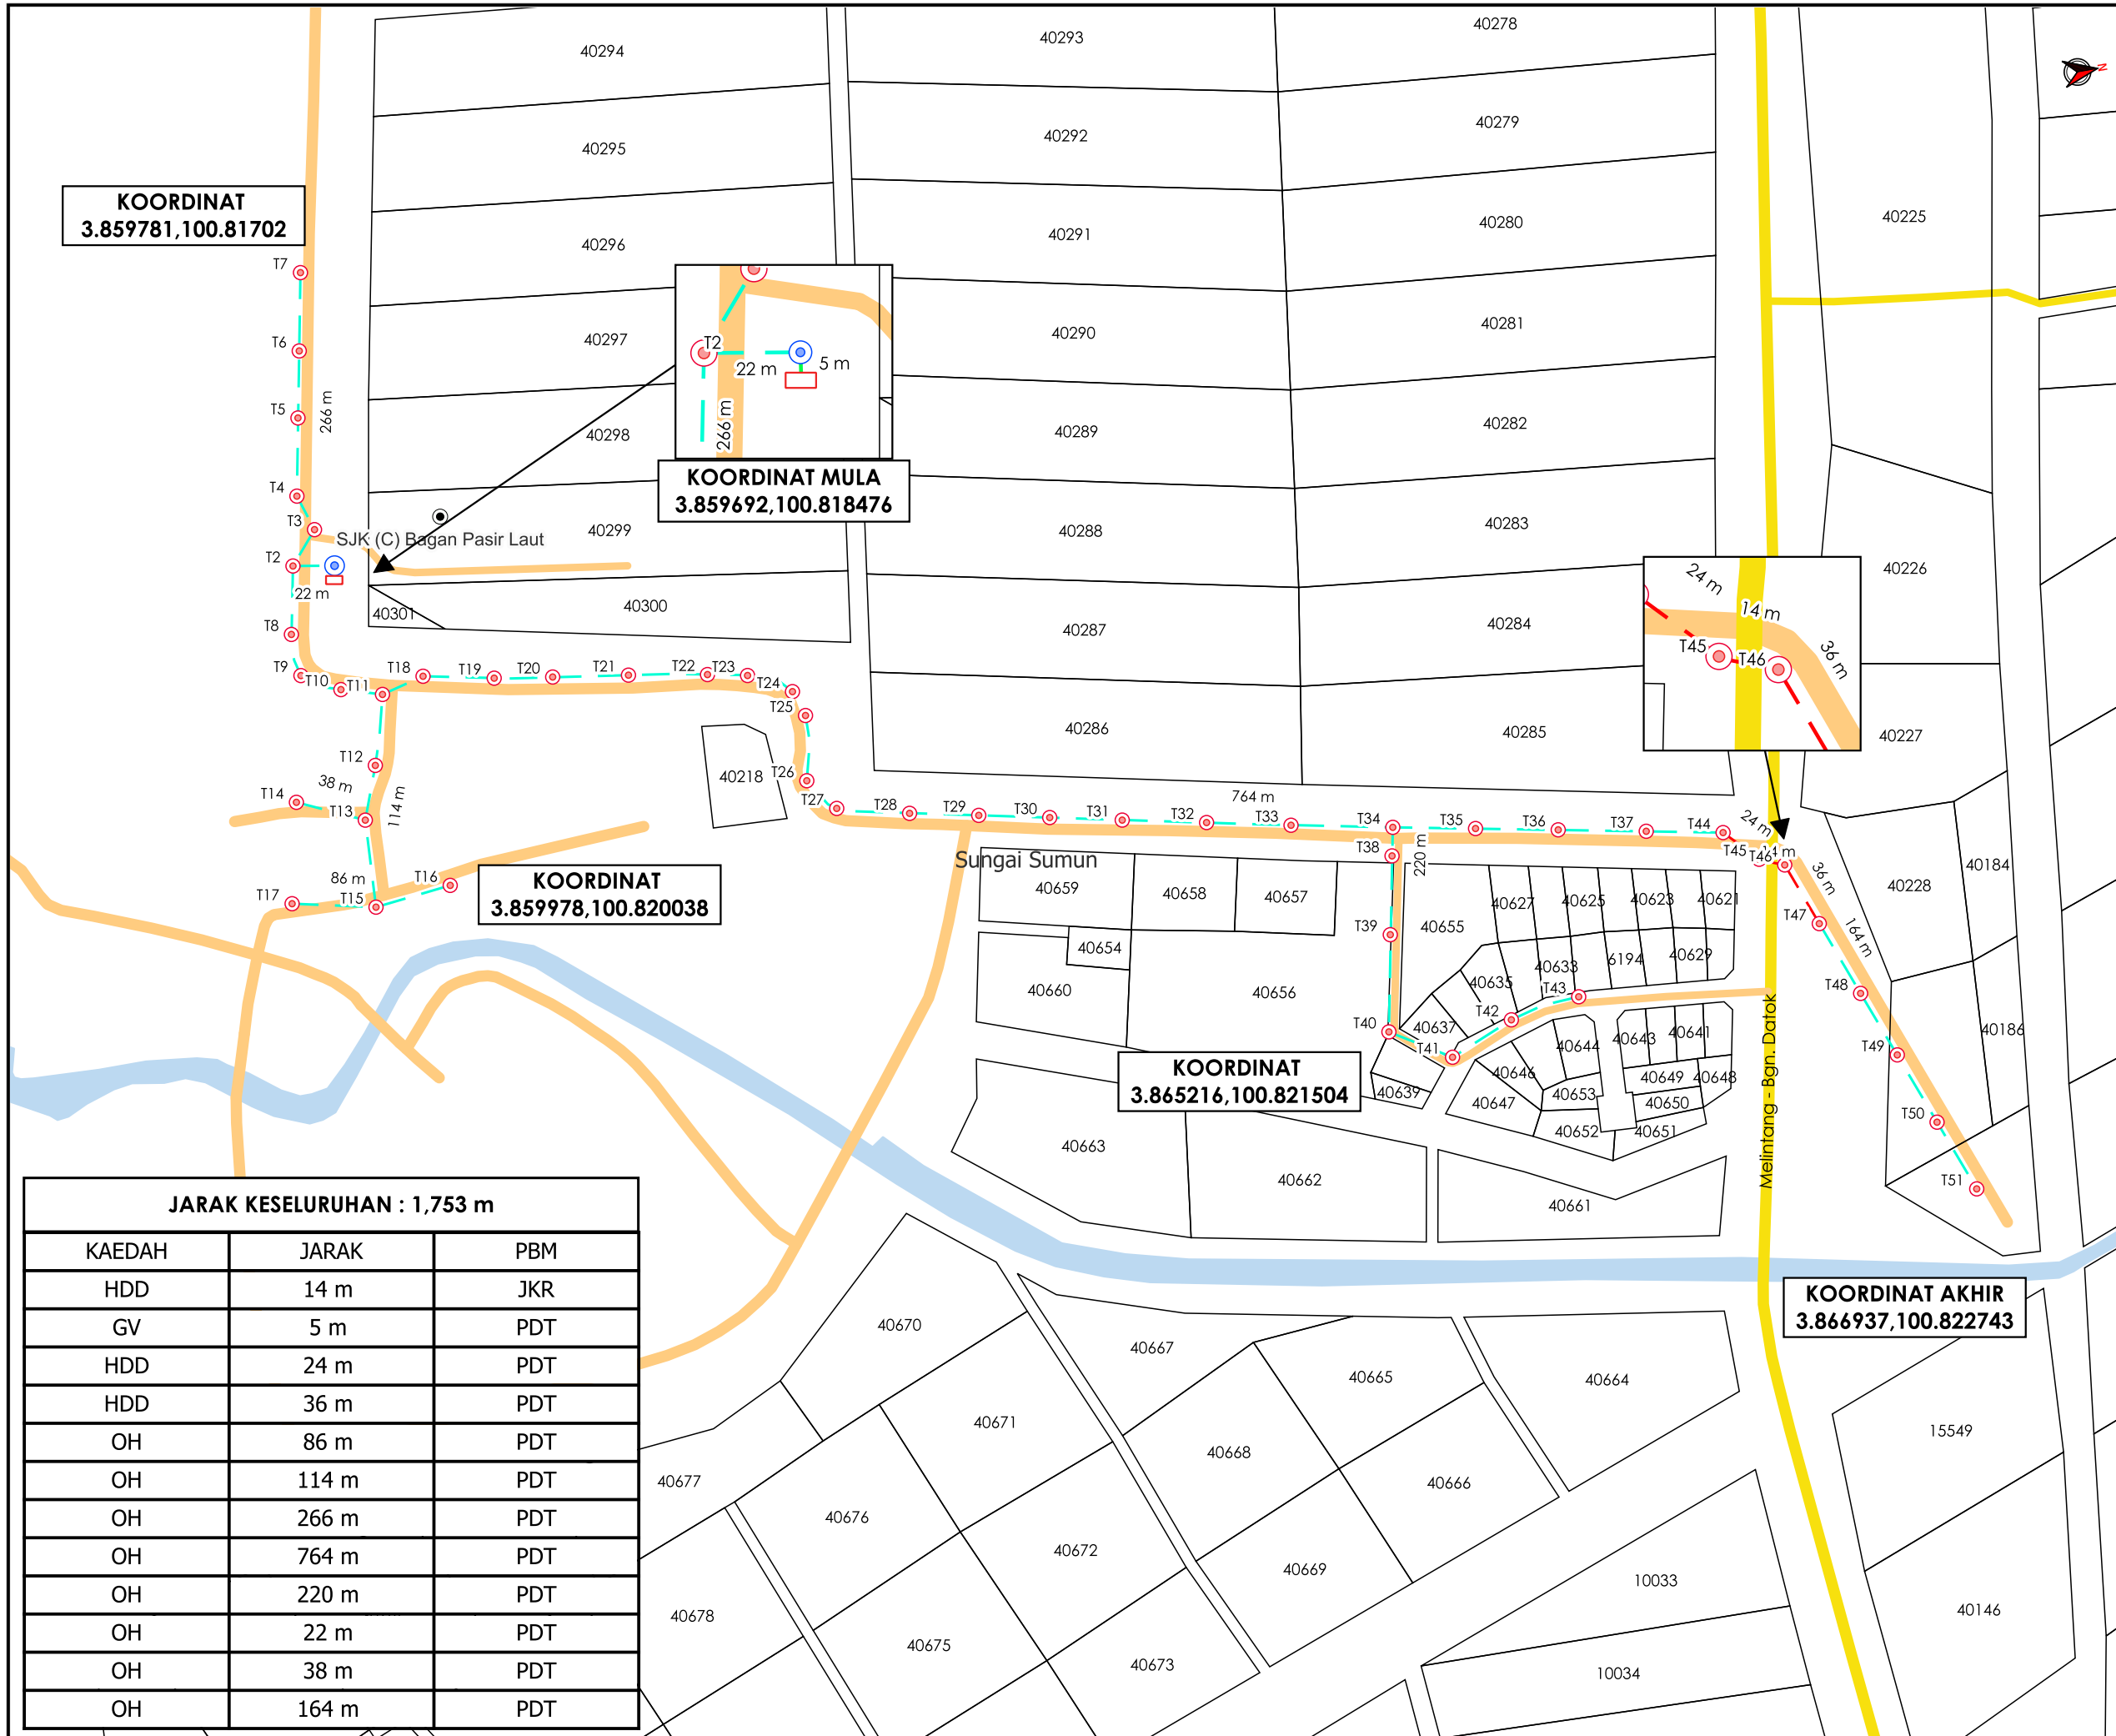 40294
40293
40278
N
40295
40292
40279
KOORDINAT
3.859781,100.81702
40296
40291
40280
40225
T7
T6
T5
T4
T3
T2
266 m
40297
40290
40281
T2
22 m
5 m
266 m
40298
40289
40282
KOORDINAT MULA
3.859692,100.818476
SJK (C) Bagan Pasir Laut
40299
40288
40283
22 m
40301
40300
40287
40284
40226
24 m
14 m
T45
T46
36 m
T8
T9
T10
T11
T18
T19
T20
T21
T22
T23
T24
T25
T26
40286
40285
40227
40218
T12
38 m
T14
T13
114 m
T27
T28
T29
T30
T31
T32
764 m
T33
T34
T35
T36
T37
T44
24 m
T45
T46
14 m
36 m
T38
220 m
Sungai Sumun
86 m
T16
T17
T15
KOORDINAT
3.859978,100.820038
40659
40658
40657
40655
40627
40625
40623
40621
T47
164 m
40228
40184
T39
40654
40660
40656
40635
40633
6194
40629
T43
T42
T48
Melintang - Bgn. Datok
T40
40637
T41
40644
40643
40641
T49
40186
KOORDINAT
3.865216,100.821504
40639
40646
40647
40653
40649
40648
40650
40652
40651
T50
T51
40663
40662
40661
JARAK KESELURUHAN : 1,753 m
KAEDAH JARAK PBM
HDD 14 m JKR
GV 5 m PDT
HDD 24 m PDT
HDD 36 m PDT
OH 86 m PDT
OH 114 m PDT
OH 266 m PDT
OH 764 m PDT
OH 220 m PDT
OH 22 m PDT
OH 38 m PDT
OH 164 m PDT
KOORDINAT AKHIR
3.866937,100.822743
40670
40667
40665
40664
40671
40668
40666
15549
40677
40676
40672
40669
10033
40146
40678
40675
40673
10034